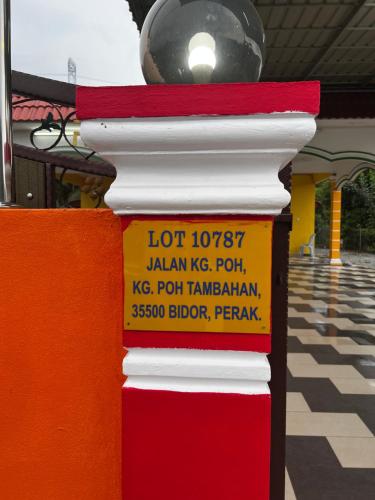 LOT 10787
JALAN KG. POH,
KG. POH TAMBAHAN,
35500 BIDOR, PERAK.